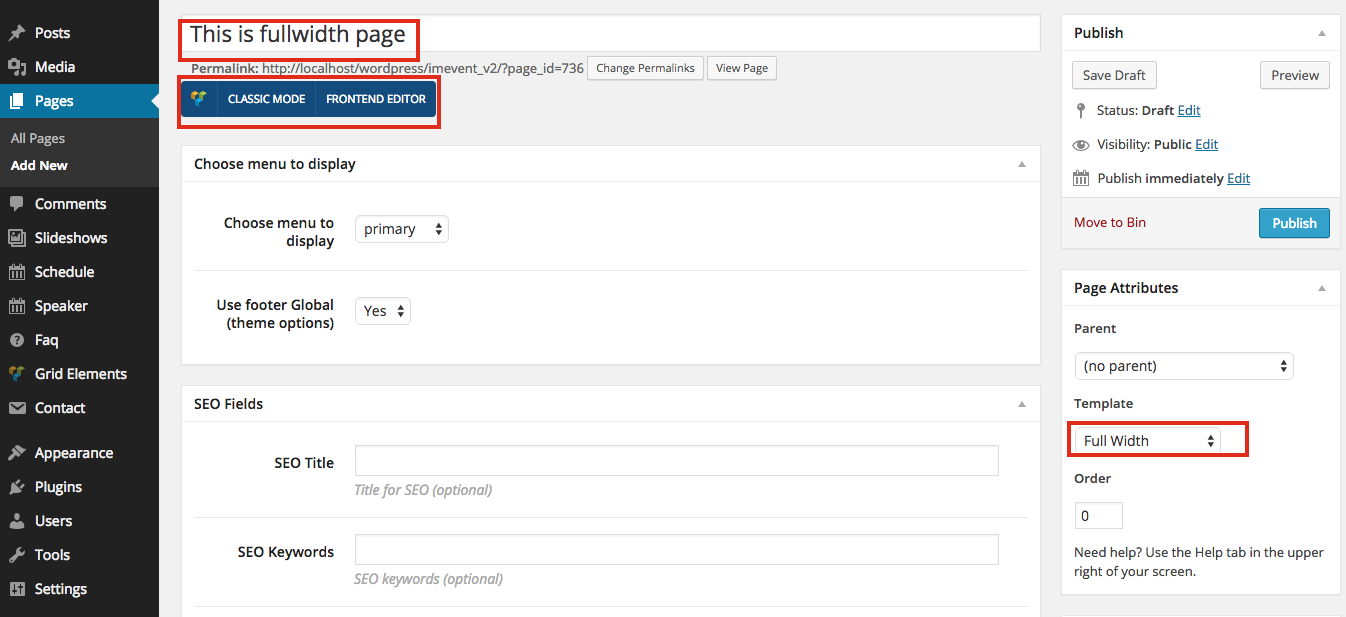 Posts
Media
Pages
All Pages
Add New
Comments
Slideshows
Schedule
Speaker
Faq
Grid Elements
Contact
Appearance
Plugins
Users
Tools
Settings
This is fullwidth page
Permalink: http://localhost/wordpress/imevent_v2/?page_id=736 Change Permalinks View Page
CLASSIC MODE FRONTEND EDITOR
Choose menu to display
Choose menu to
display
primary
Use footer Global
(theme options)
Yes
SEO Fields
SEO Title
Title for SEO (optional)
SEO Keywords
SEO keywords (optional)
Publish
Save Draft Preview
Status: Draft Edit
Visibility: Public Edit
Publish immediately Edit
Move to Bin Publish
Page Attributes
Parent
(no parent)
Template
Full Width
Order
0
Need help? Use the Help tab in the upper
right of your screen.